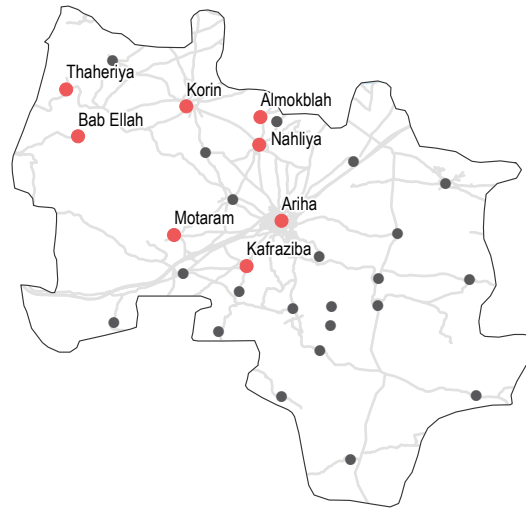 Thaheriya
Korin
Almokblah
Bab Ellah
Nahliya
Ariha
Motaram
Kafraziba